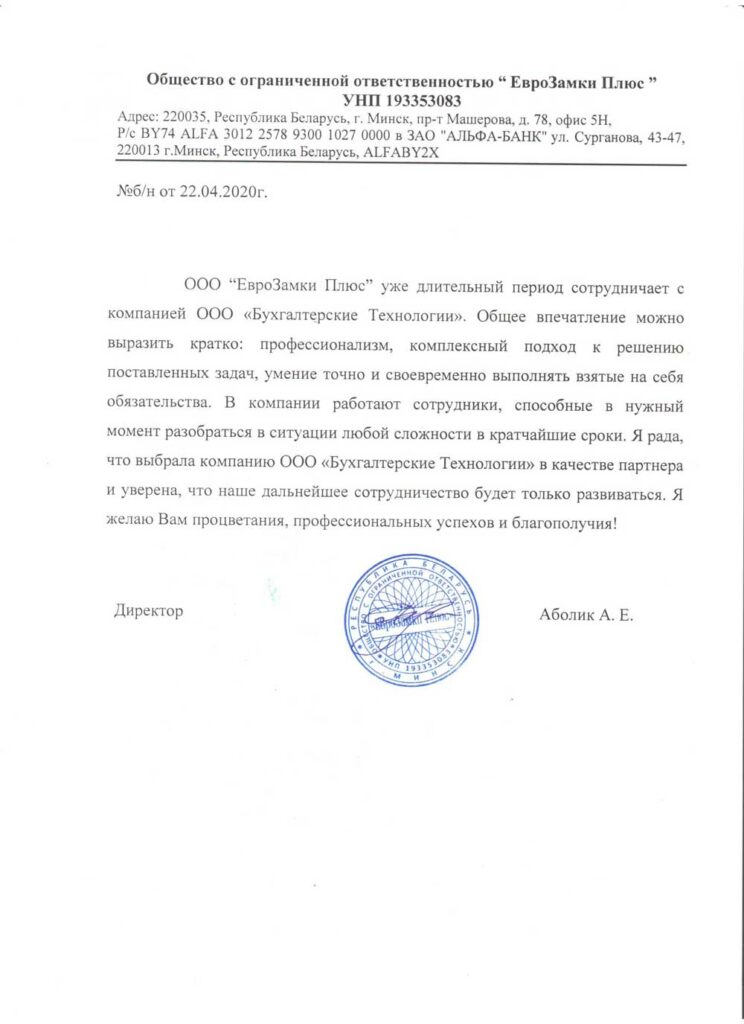 Общество с ограниченной ответственностью “ ЕвроЗамки Плюс ”
УНП 193353083
Адрес: 220035, Республика Беларусь, г. Минск, пр-т Машерова, д. 78, офис 5Н,
Р/с BY74 ALFA 3012 2578 9300 1027 0000 в ЗАО "АЛЬФА-БАНК" ул. Сурганова, 43-47,
220013 г.Минск, Республика Беларусь, ALFABY2X
№б/н от 22.04.2020г.
ООО “ЕвроЗамки Плюс” уже длительный период сотрудничает с
компанией ООО «Бухгалтерские Технологии». Общее впечатление можно
выразить кратко: профессионализм, комплексный подход к решению
поставленных задач, умение точно и своевременно выполнять взятые на себя
обязательства. В компании работают сотрудники, способные в нужный
момент разобраться в ситуации любой сложности в кратчайшие сроки. Я рада,
что выбрала компанию ООО «Бухгалтерские Технологии» в качестве партнера
и уверена, что наше дальнейшее сотрудничество будет только развиваться. Я
желаю Вам процветания, профессиональных успехов и благополучия!
Директор
РЕСПУБЛИКА БЕЛАРУСЬ
ОБЩЕСТВО С ОГРАНИЧЕННОЙ ОТВЕТСТВЕННОСТЬЮ
"ЕвроЗамки Плюс"
УНП 193353083
г. МИНСК
Аболик А. Е.